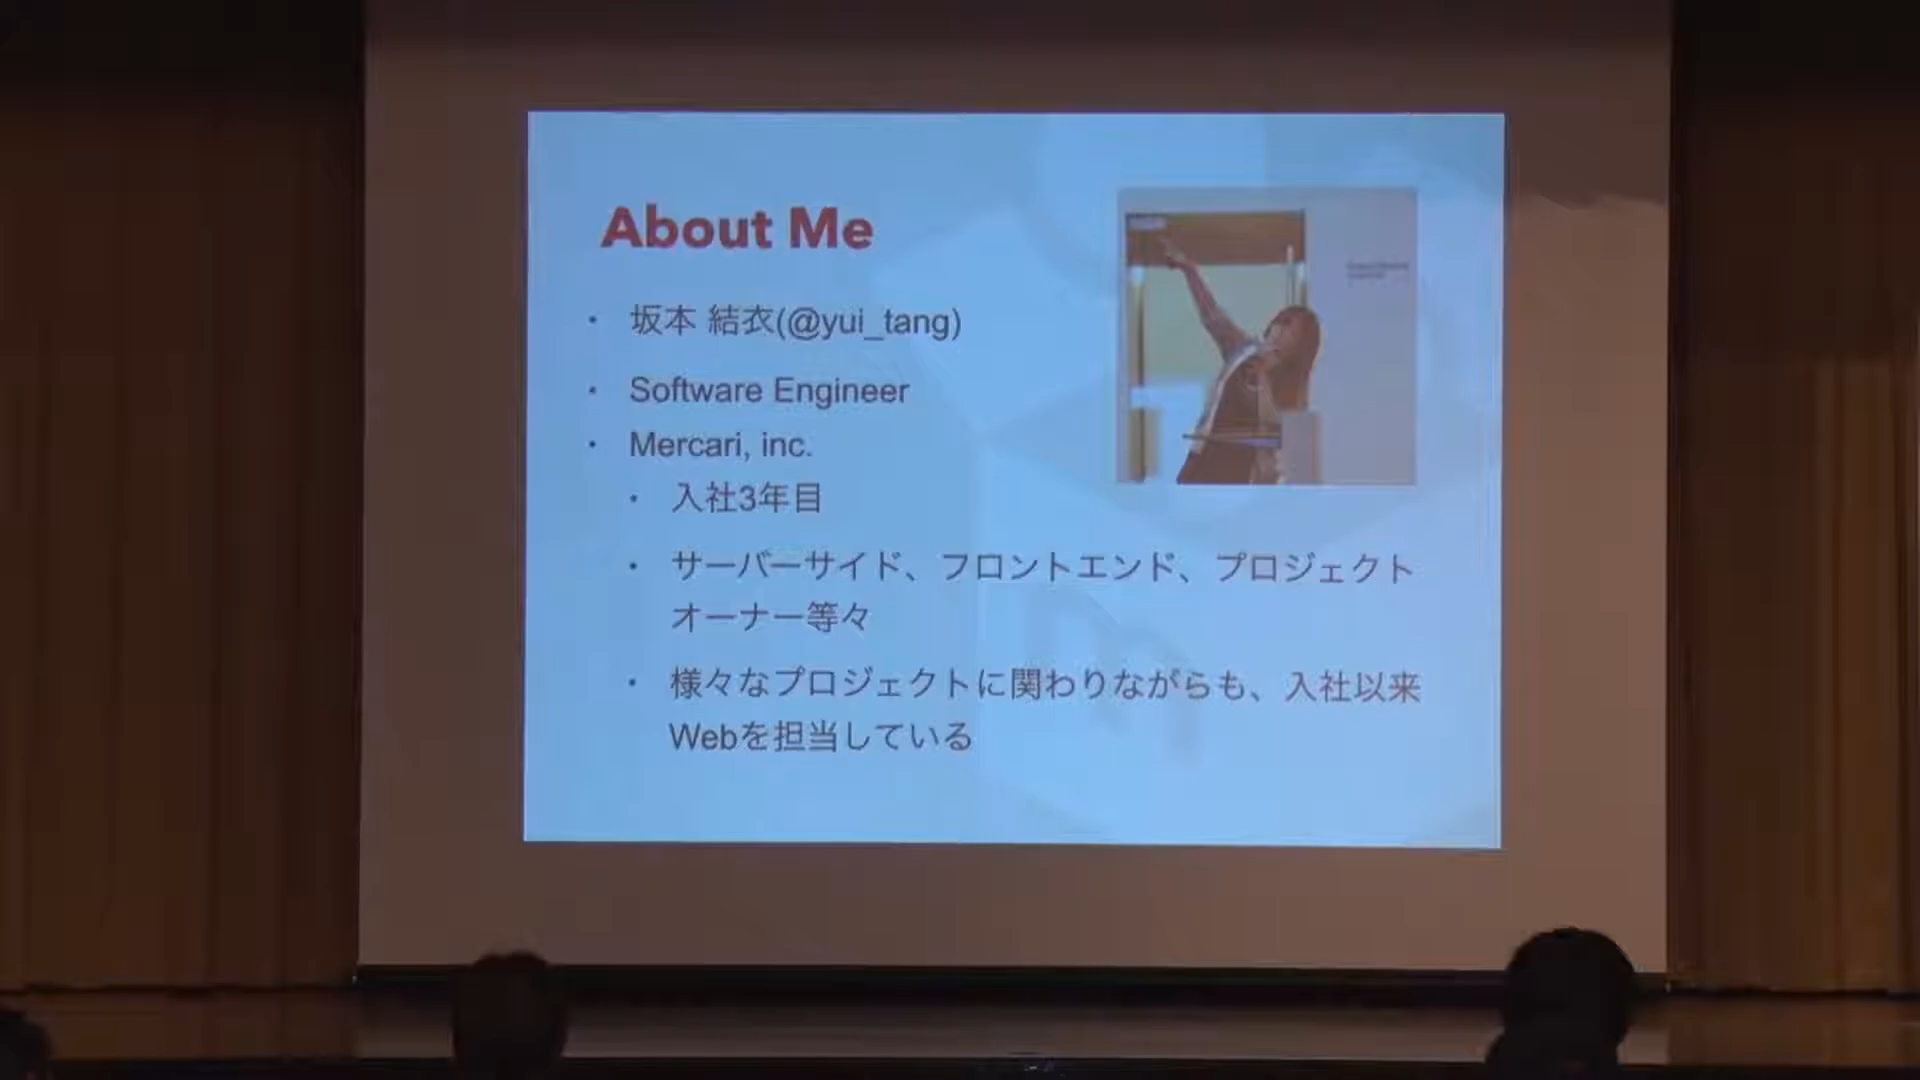 About Me
・ 坂本 結衣(@yui_tang)
・ Software Engineer
・ Mercari, inc.
・ 入社3年目
・ サーバーサイド、フロントエンド、プロジェクト
オーナー等々
・ 様々なプロジェクトに関わりながらも、入社以来
Webを担当している